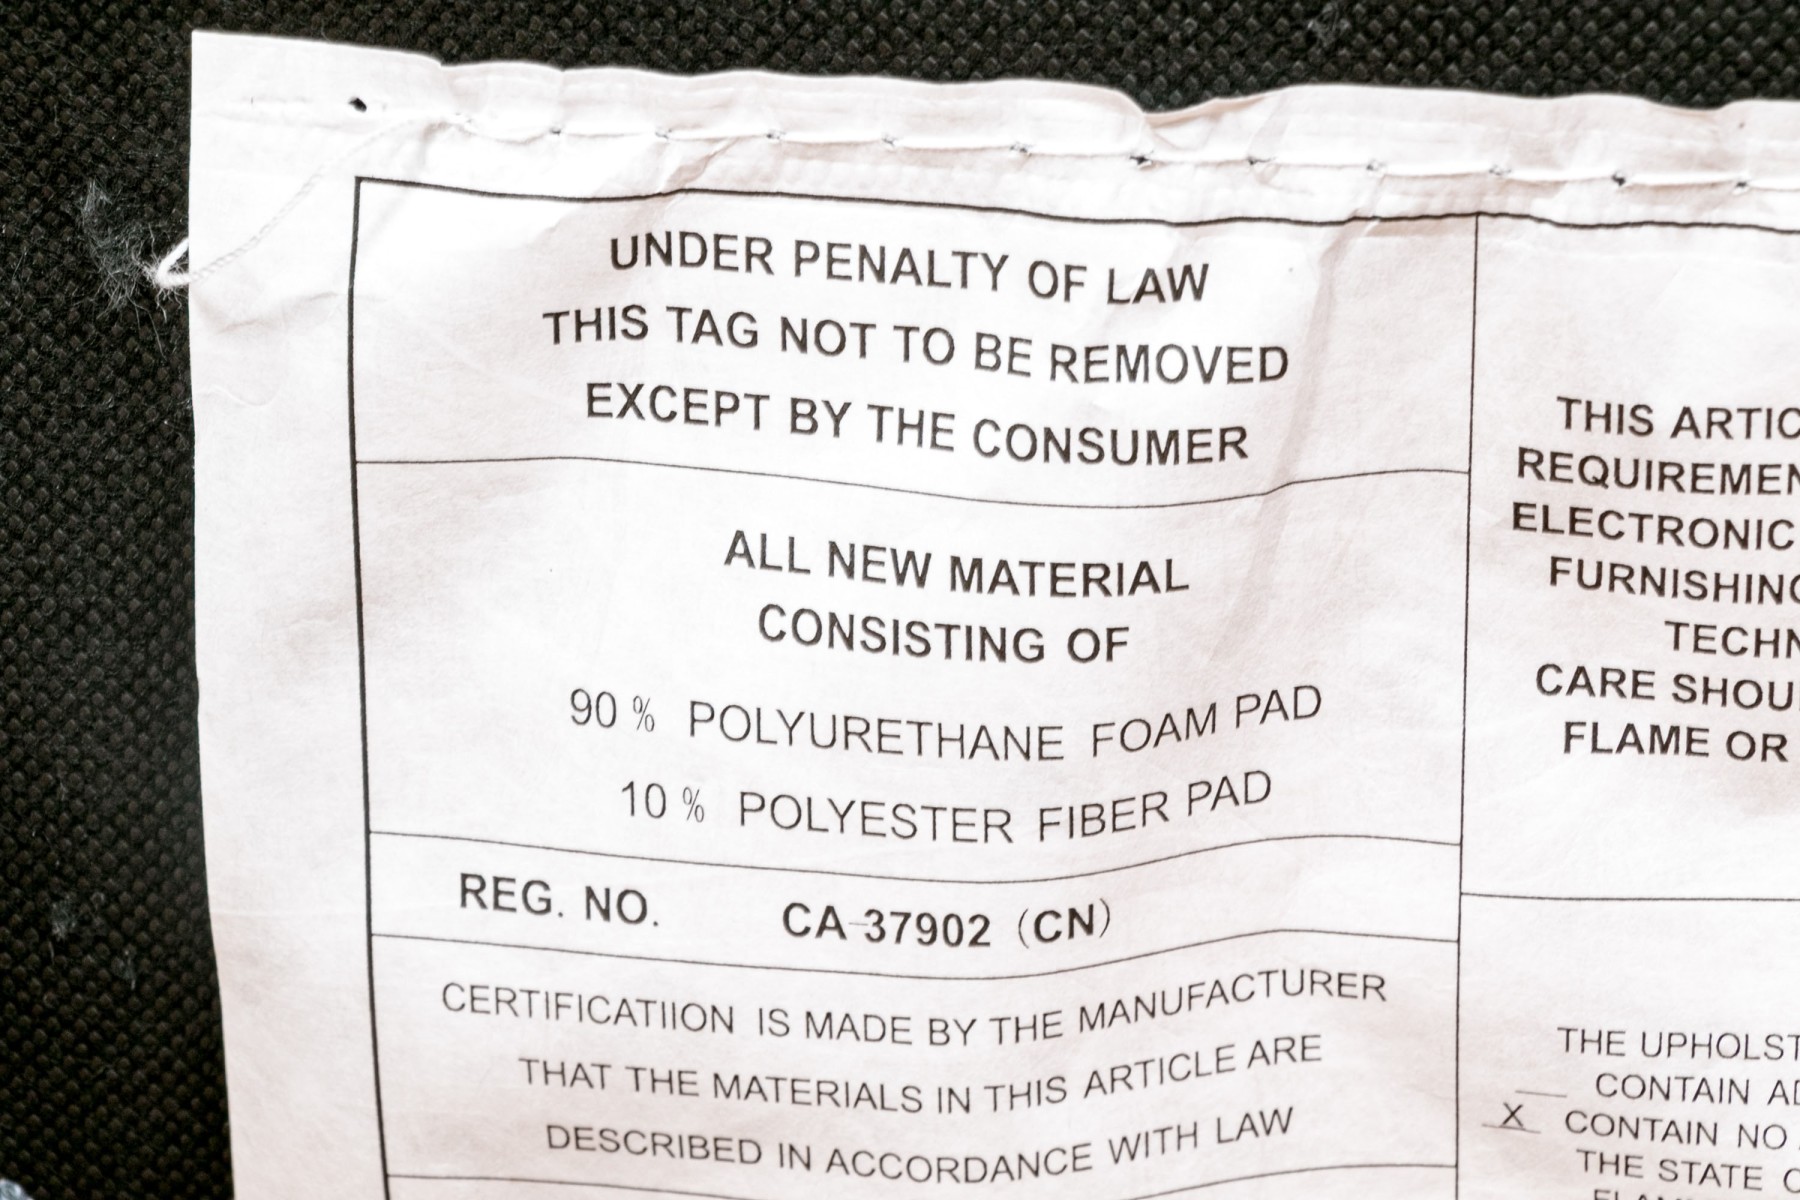 UNDER PENALTY OF LAW
THIS TAG NOT TO BE REMOVED
EXCEPT BY THE CONSUMER
ALL NEW MATERIAL
CONSISTING OF
90 % POLYURETHANE FOAM PAD
10 % POLYESTER FIBER PAD
REG. NO. CA-37902 (CN)
CERTIFICATIION IS MADE BY THE MANUFACTURER
THAT THE MATERIALS IN THIS ARTICLE ARE
DESCRIBED IN ACCORDANCE WITH LAW
THIS ARTIC
REQUIREMEN
ELECTRONIC
FURNISHING
TECHN
CARE SHOU
FLAME OR
THE UPHOLST
CONTAIN AD
X CONTAIN NO
THE STATE